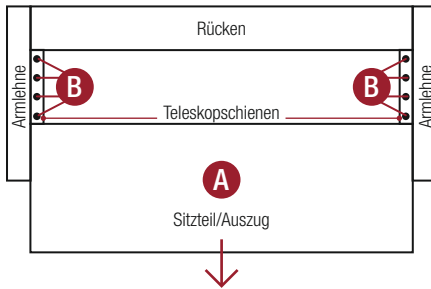 Rücken
Armlehne
B
B
Armlehne
Teleskopschienen
A
Sitzteil/Auszug